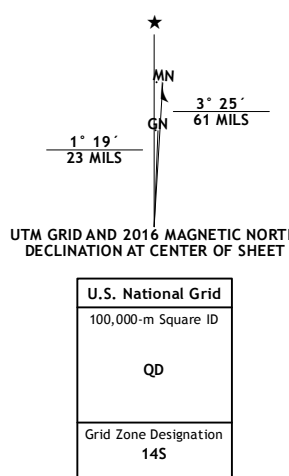 ★
MN
3° 25´
61 MILS
GN
1° 19´
23 MILS
UTM GRID AND 2016 MAGNETIC NORTH
DECLINATION AT CENTER OF SHEET
U.S. National Grid
100,000-m Square ID
QD
Grid Zone Designation
14S